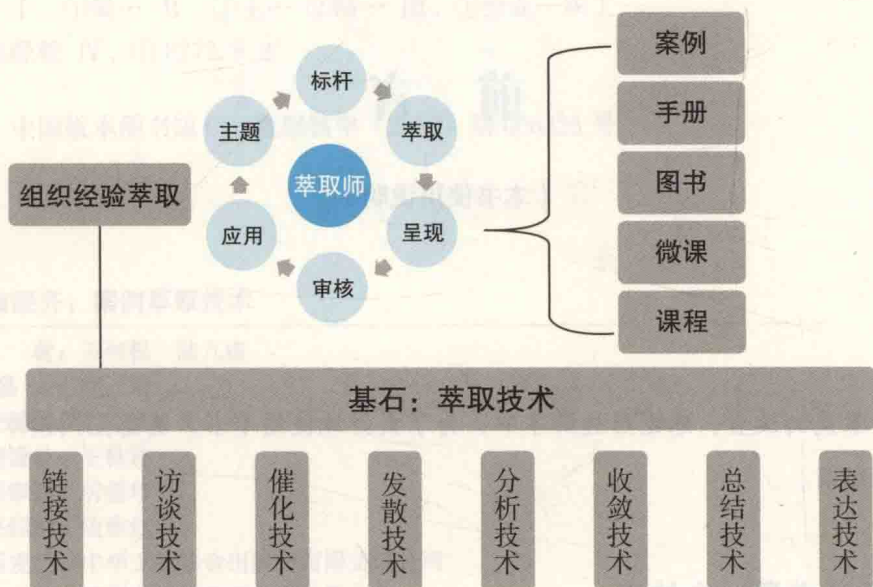 组织经验萃取
标杆
萃取
呈现
审核
应用
主题
萃取师
案例
手册
图书
微课
课程
基石：萃取技术
链接技术
访谈技术
催化技术
发散技术
分析技术
收敛技术
总结技术
表达技术